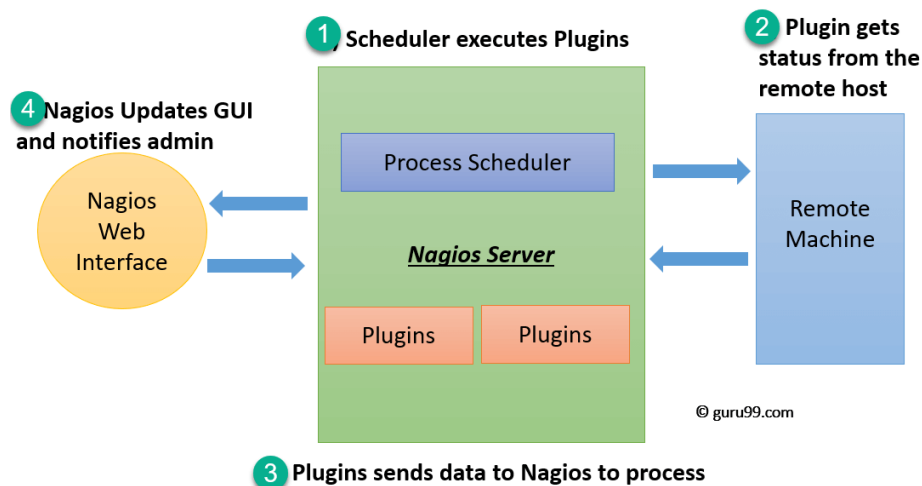 1 , Scheduler executes Plugins
2 Plugin gets
status from the
remote host
4 Nagios Updates GUI
and notifies admin
Process Scheduler
Nagios
Web
Interface
Nagios Server
Remote
Machine
Plugins
Plugins
© guru99.com
3 Plugins sends data to Nagios to process